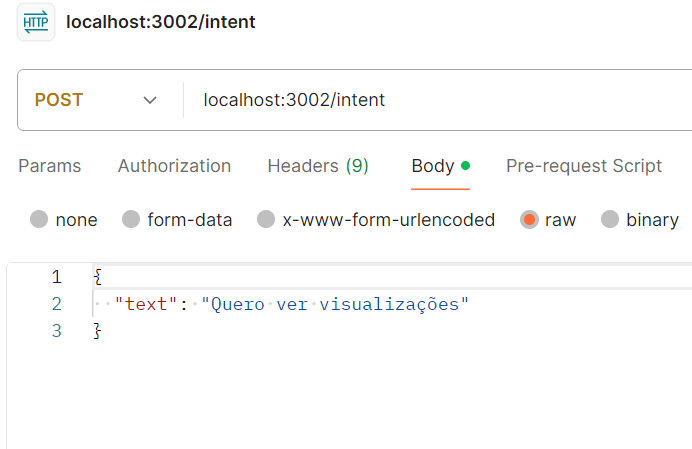 HTTP localhost:3002/intent
POST localhost:3002/intent
Params Authorization Headers (9) Body Pre-request Script
none form-data x-www-form-urlencoded raw binary
1 {
2 "text": "Quero ver visualizações"
3 }